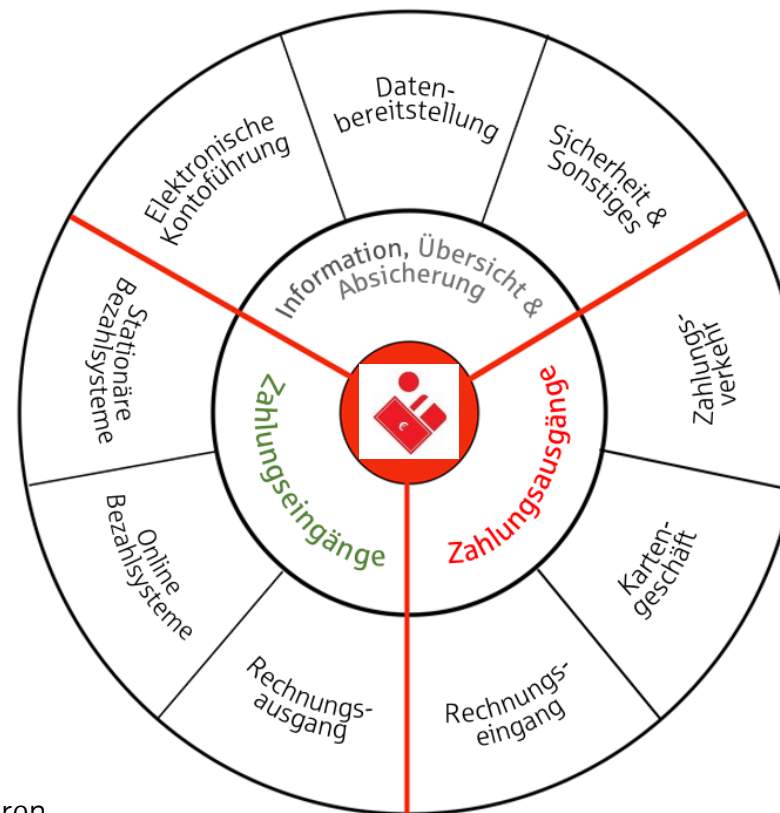 Daten-
bereitstellung
Sicherheit &
Sonstiges
Zahlungs-
verkehr
Karten-
geschäft
Rechnungs-
eingang
Rechnungs-
ausgang
Online
Bezahlsysteme
Stationäre
Bezahlsysteme
Elektronische
Kontoführung
Information, Übersicht &
Absicherung
Zahlungsausgänge
Zahlungseingänge
€